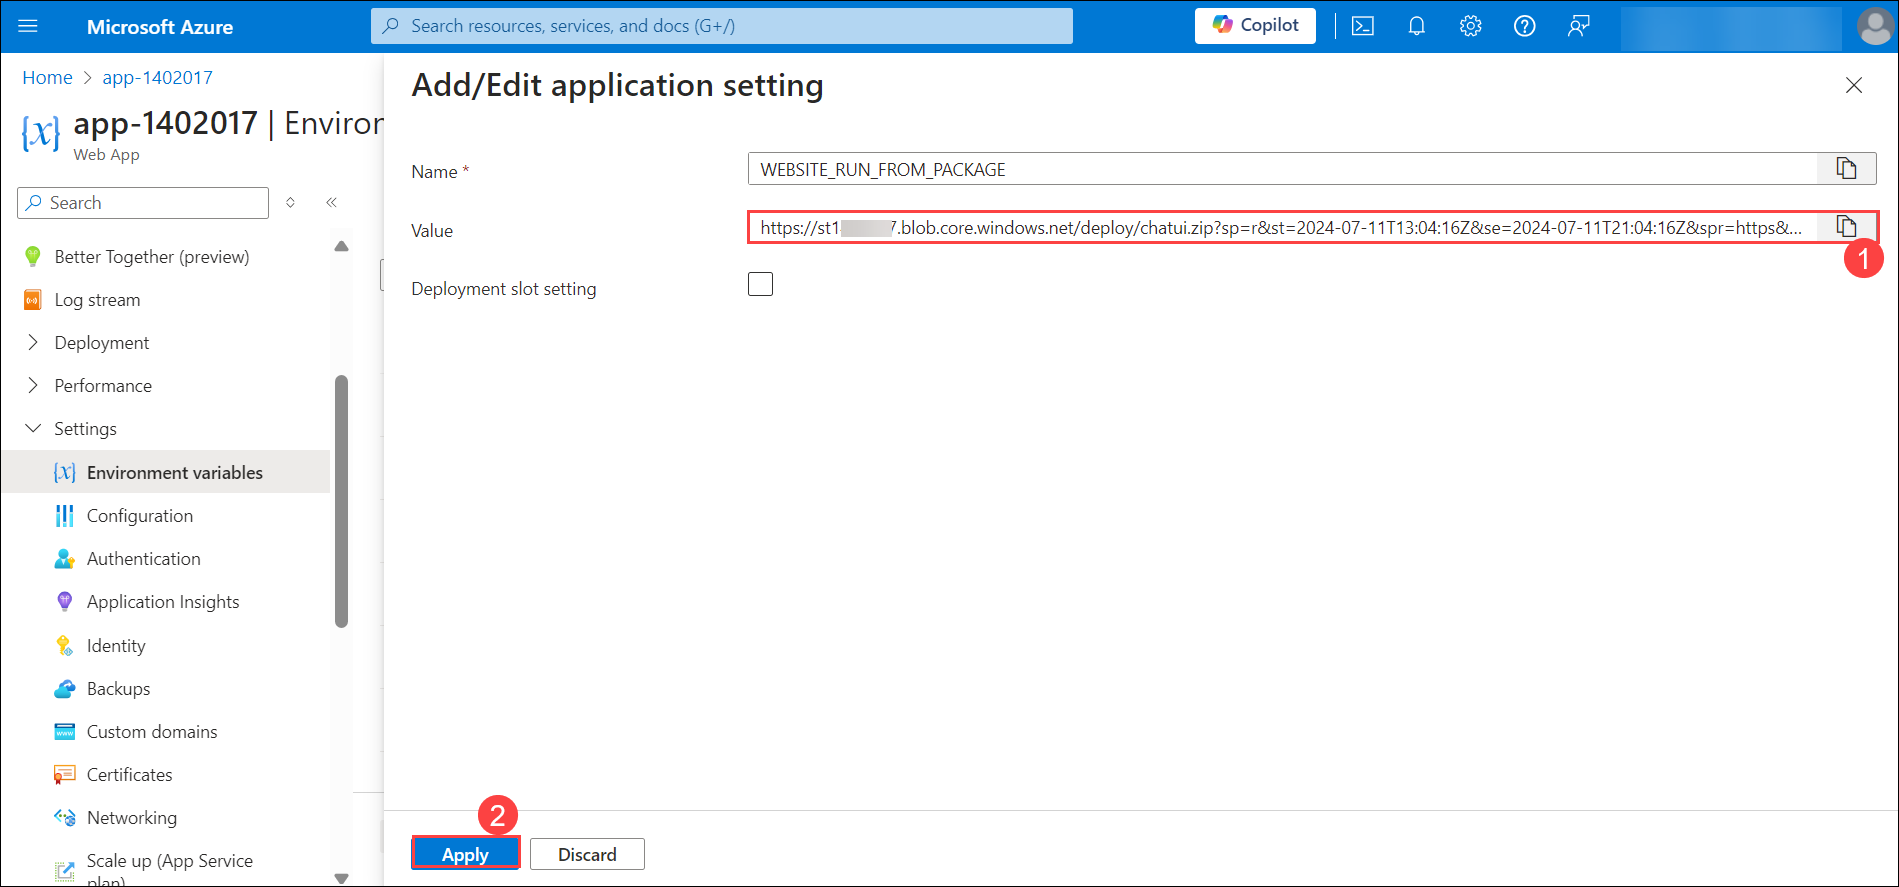 Microsoft Azure
Search resources, services, and docs (G+/)
Copilot
Home > app-1402017
app-1402017 | Environ
Web App
Search
Better Together (preview)
Log stream
Deployment
Performance
Settings
Environment variables
Configuration
Authentication
Application Insights
Identity
Backups
Custom domains
Certificates
Networking
Scale up (App Service
plan)
Add/Edit application setting
Name *
WEBSITE_RUN_FROM_PACKAGE
Value
https://st1 7.blob.core.windows.net/deploy/chatui.zip?sp=r&st=2024-07-11T13:04:16Z&se=2024-07-11T21:04:16Z&spr=https&...
1
Deployment slot setting
2
Apply
Discard